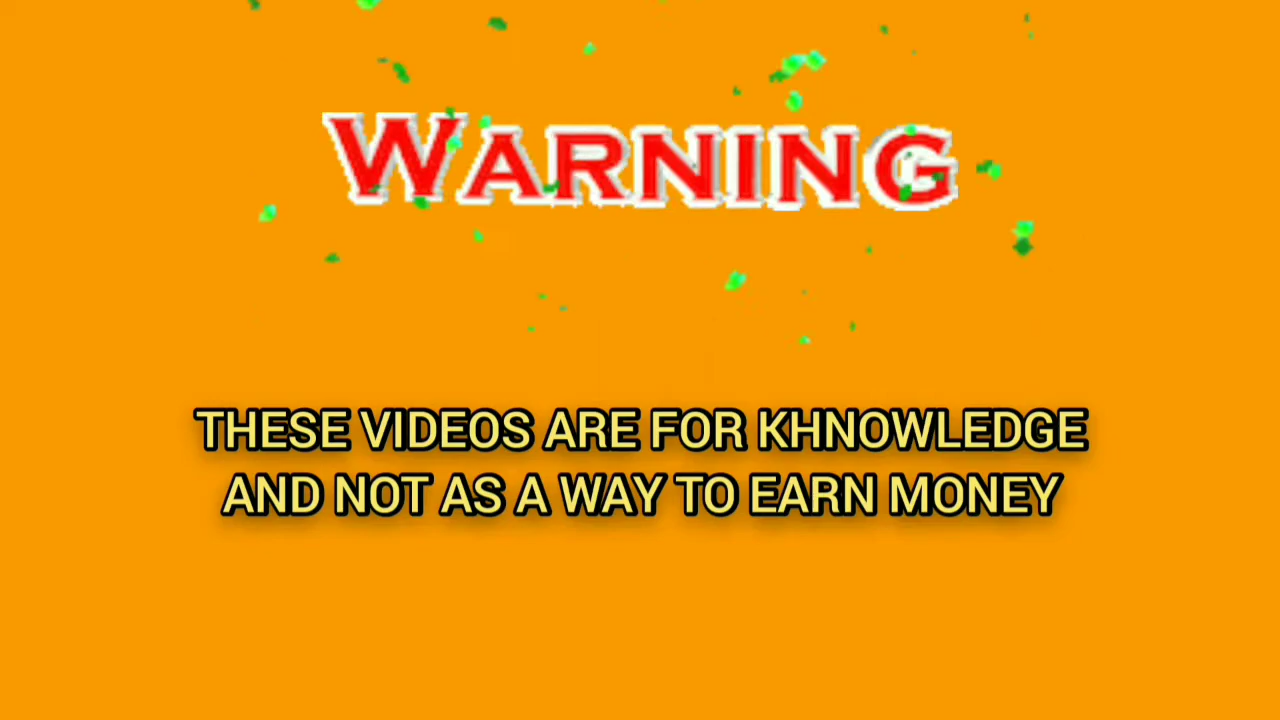 WARNING
THESE VIDEOS ARE FOR KHNOWLEDGE
AND NOT AS A WAY TO EARN MONEY